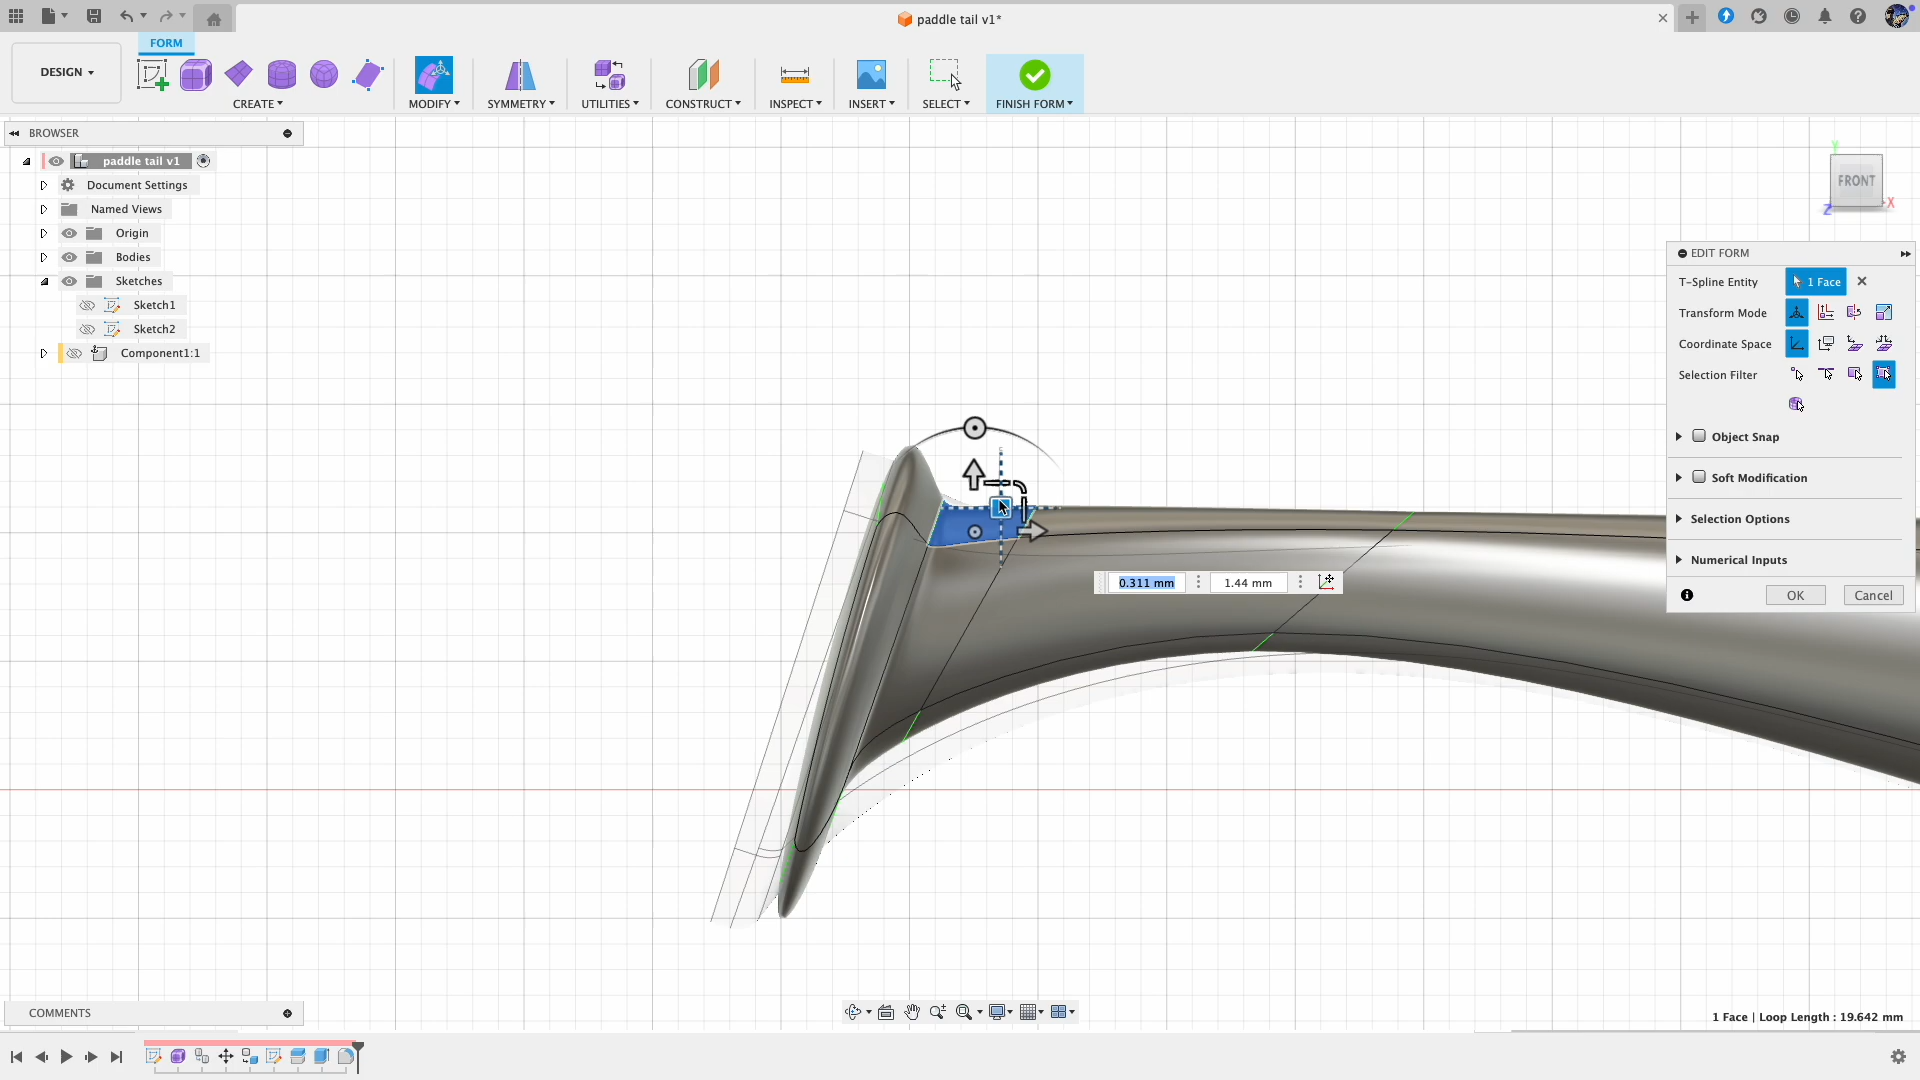 paddle tail v1*
FORM
DESIGN
CREATE
MODIFY
SYMMETRY
UTILITIES
CONSTRUCT
INSPECT
INSERT
SELECT
FINISH FORM
BROWSER
paddle tail v1
Document Settings
Named Views
Origin
Bodies
Sketches
Sketch1
Sketch2
Component1:1
Y
FRONT
Z
X
EDIT FORM
T-Spline Entity
1 Face
Transform Mode
Coordinate Space
Selection Filter
Object Snap
Soft Modification
Selection Options
Numerical Inputs
OK
Cancel
0.311 mm
1.44 mm
COMMENTS
1 Face | Loop Length : 19.642 mm